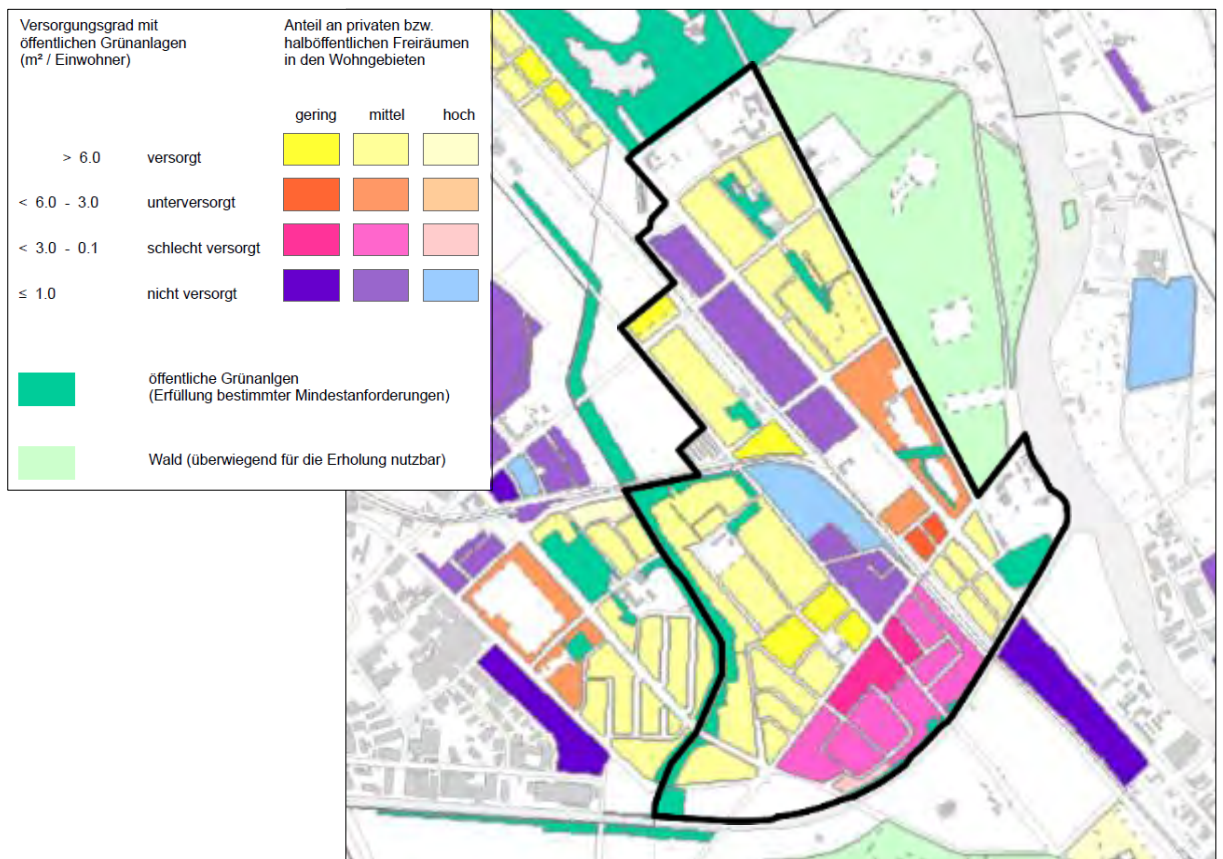 Versorgungsgrad mit
öffentlichen Grünanlagen
(m² / Einwohner)
Anteil an privaten bzw.
halböffentlichen Freiräumen
in den Wohngebieten
gering mittel hoch
> 6.0 versorgt
< 6.0 - 3.0 unterversorgt
< 3.0 - 0.1 schlecht versorgt
≤ 1.0 nicht versorgt
öffentliche Grünanlgen
(Erfüllung bestimmter Mindestanforderungen)
Wald (überwiegend für die Erholung nutzbar)